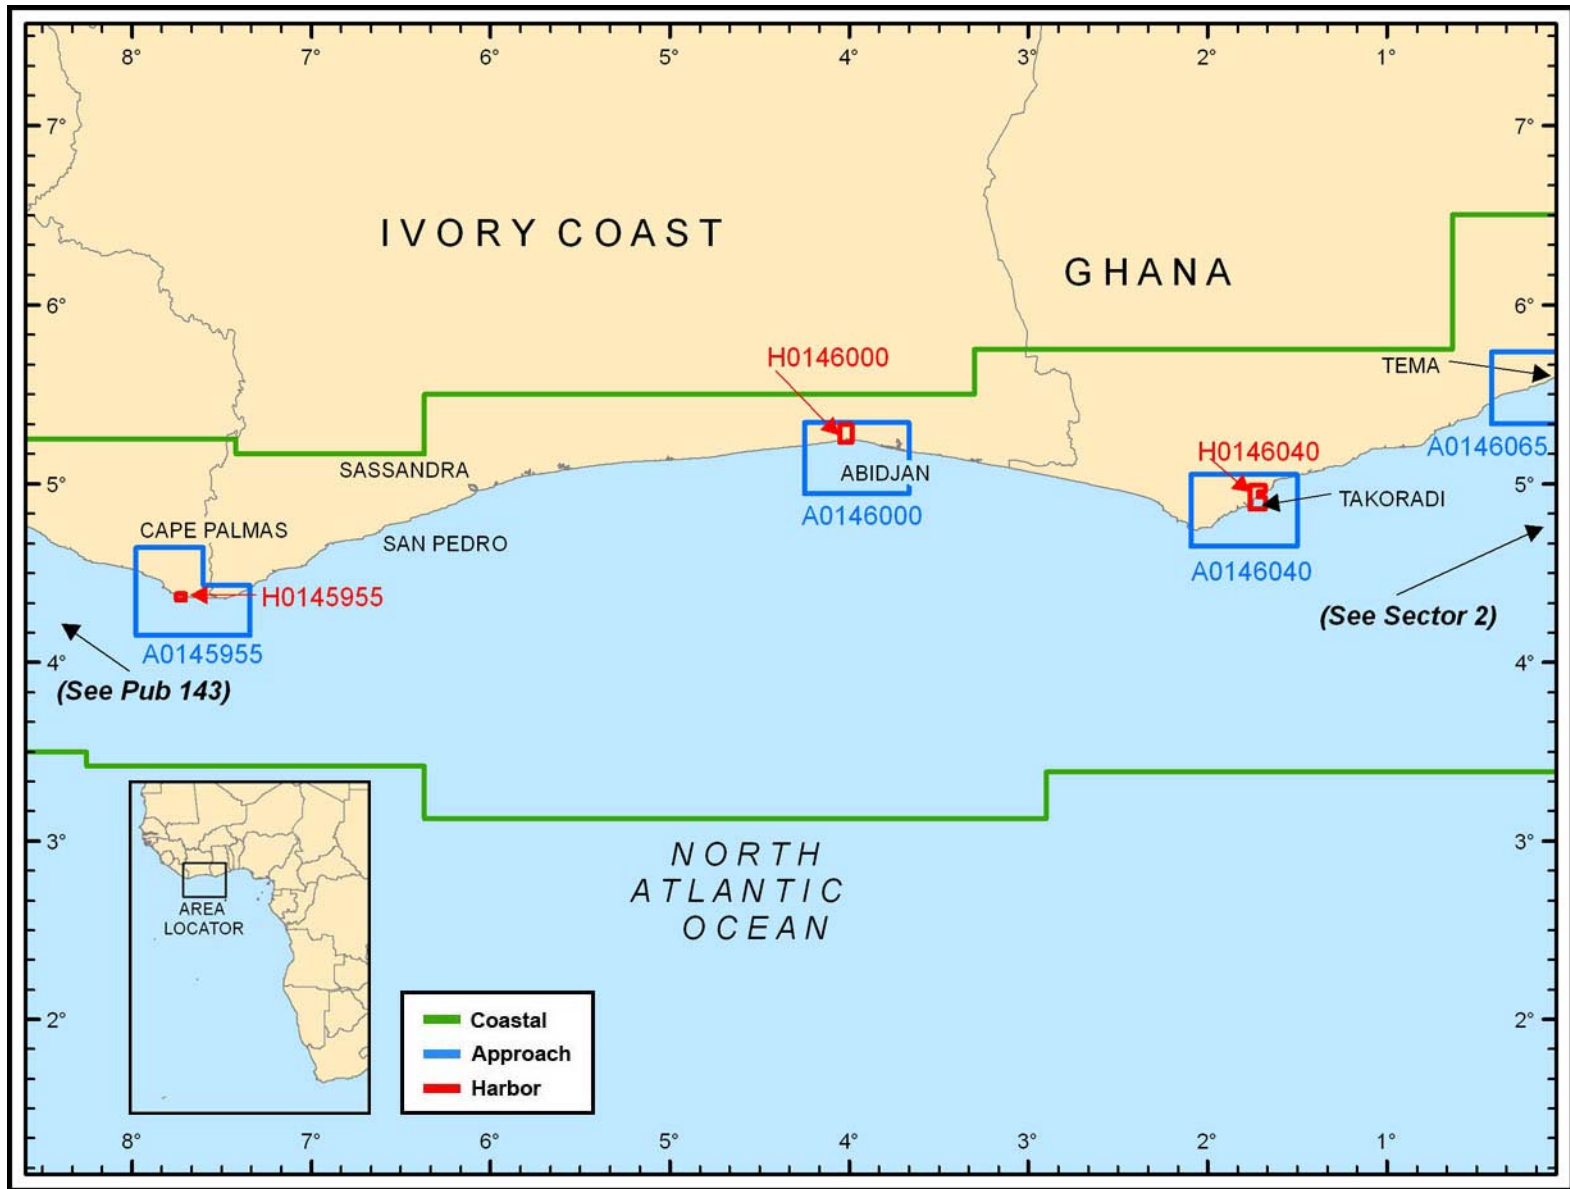 8° 7° 6° 5° 4° 3° 2° 1°
7° 7°
IVORY COAST
GHANA
6° 6°
H0146000
TEMA
A0146065
H0146040
SASSANDRA
ABIDJAN
5° 5°
TAKORADI
A0146000
CAPE PALMAS
SAN PEDRO
A0146040
H0145955
(See Sector 2)
A0145955
4° 4°
(See Pub 143)
3° 3°
NORTH
ATLANTIC
OCEAN
AREA
LOCATOR
2° 2°
Coastal
Approach
Harbor
8° 7° 6° 5° 4° 3° 2° 1°